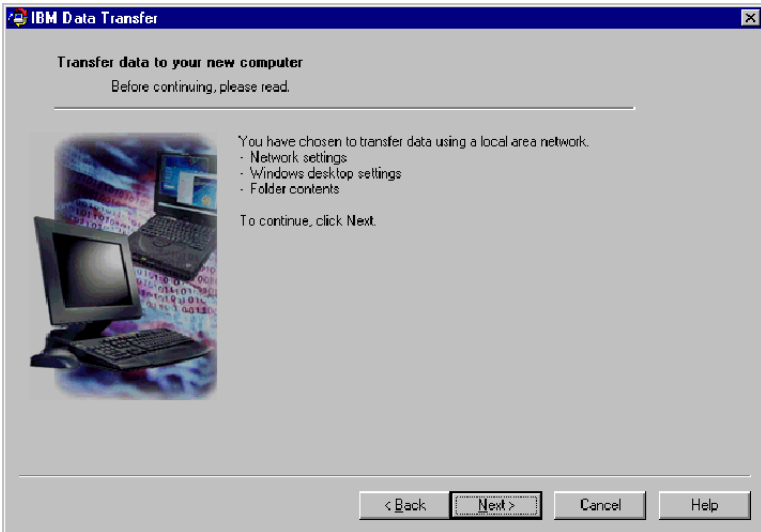 IBM Data Transfer
Transfer data to your new computer
Before continuing, please read.
You have chosen to transfer data using a local area network.
- Network settings
- Windows desktop settings
- Folder contents
To continue, click Next.
< Back
Next >
Cancel
Help